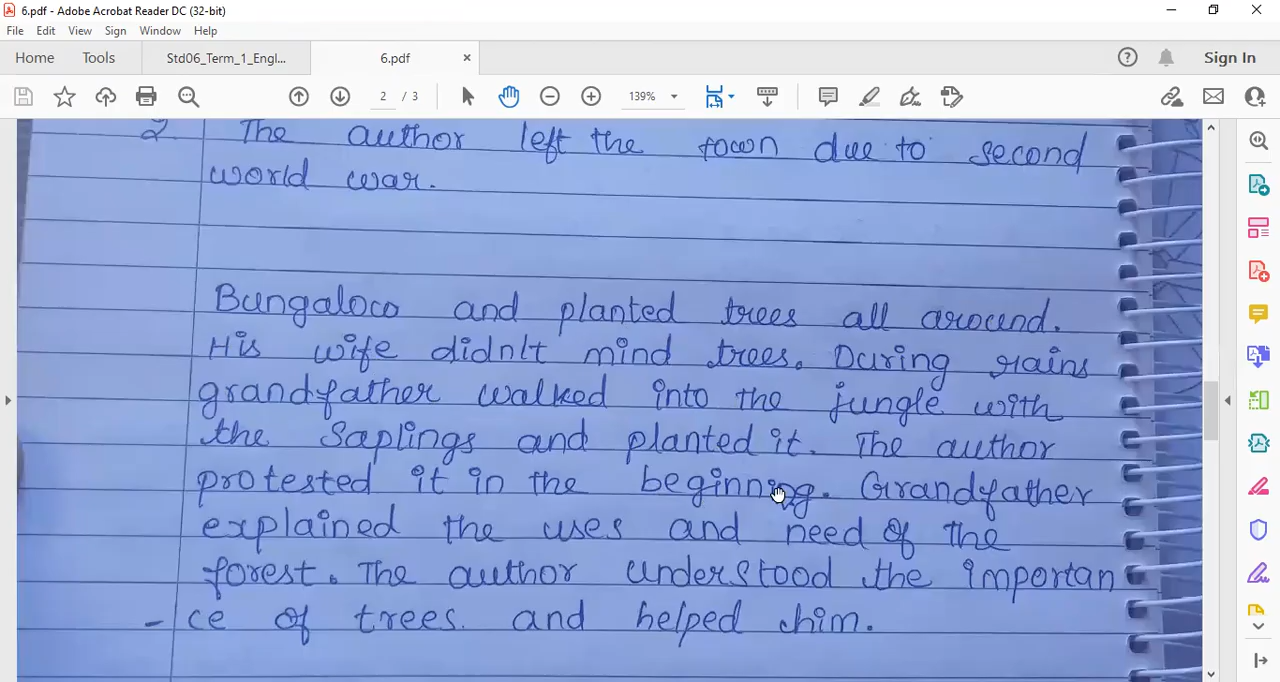 6.pdf - Adobe Acrobat Reader DC (32-bit)
File Edit View Sign Window Help
Home Tools Std06_Term_1_Engl... 6.pdf × Sign In
2 / 3 139%
2 The author left the town due to second
world war.
Bungalow and planted trees all around.
His wife didn't mind trees. During rains
grandfather walked into the jungle with
the saplings and planted it. The author
protested it in the beginning. Grandfather
explained the uses and need of the
forest. The author understood the importan
- ce of trees. and helped him.